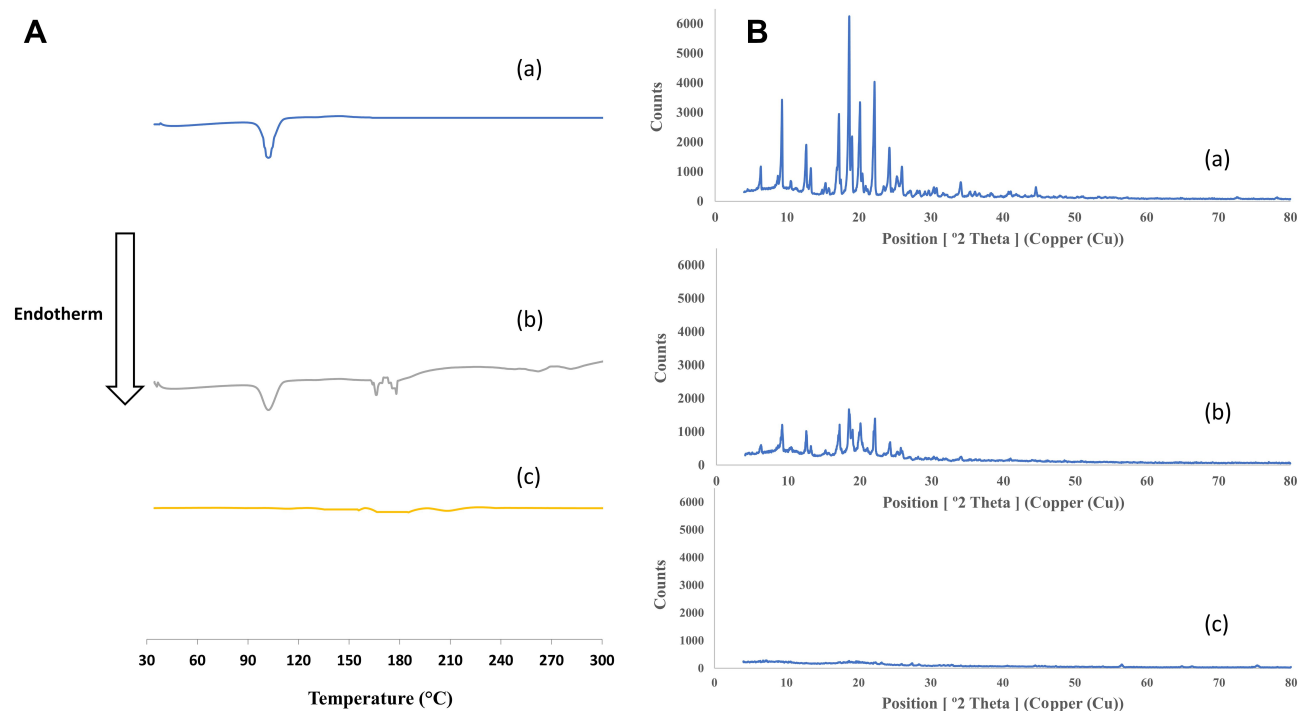 A
(a)
Endotherm
(b)
(c)
30 60 90 120 150 180 210 240 270 300
Temperature (°C)
B
6000
5000
4000
3000
2000
1000
0
Counts
(a)
0 10 20 30 40 50 60 70 80
Position [ º2 Theta ] (Copper (Cu))
6000
5000
4000
3000
2000
1000
0
Counts
(b)
0 10 20 30 40 50 60 70 80
Position [ º2 Theta ] (Copper (Cu))
6000
5000
4000
3000
2000
1000
0
Counts
(c)
0 10 20 30 40 50 60 70 80
Position [ º2 Theta ] (Copper (Cu))